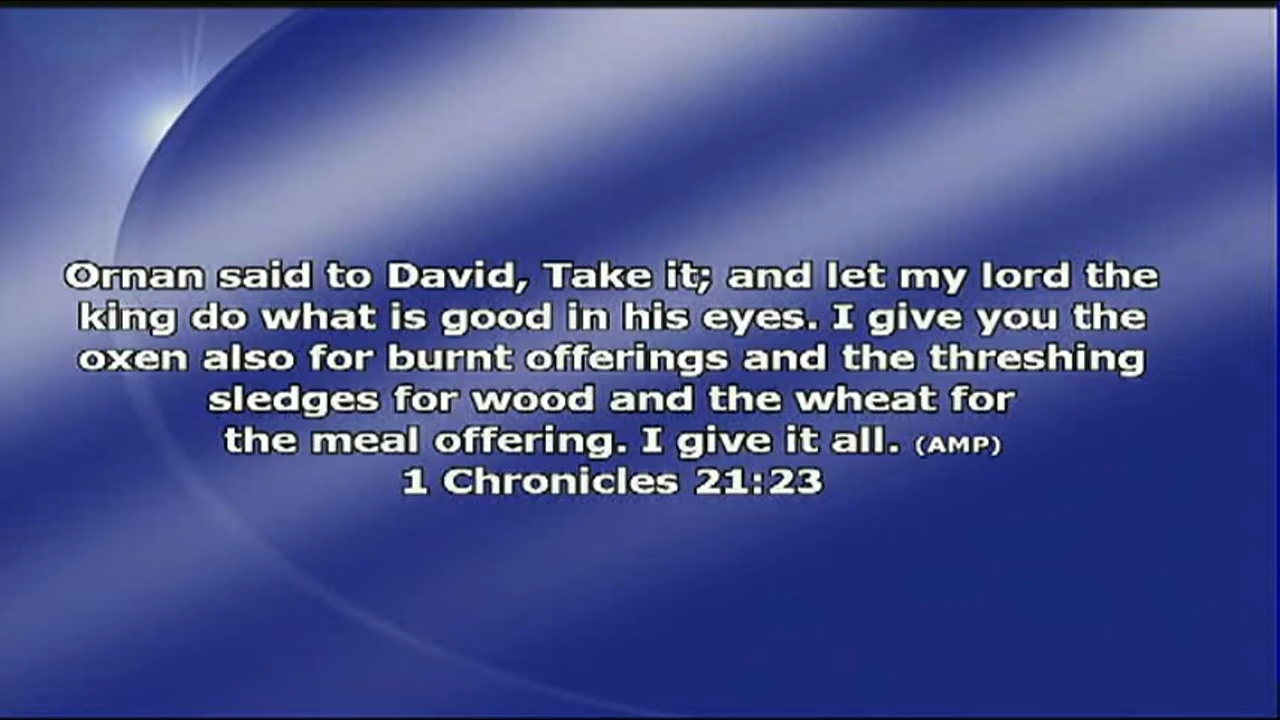 Ornan said to David, Take it; and let my lord the
king do what is good in his eyes. I give you the
oxen also for burnt offerings and the threshing
sledges for wood and the wheat for
the meal offering. I give it all. (AMP)
1 Chronicles 21:23